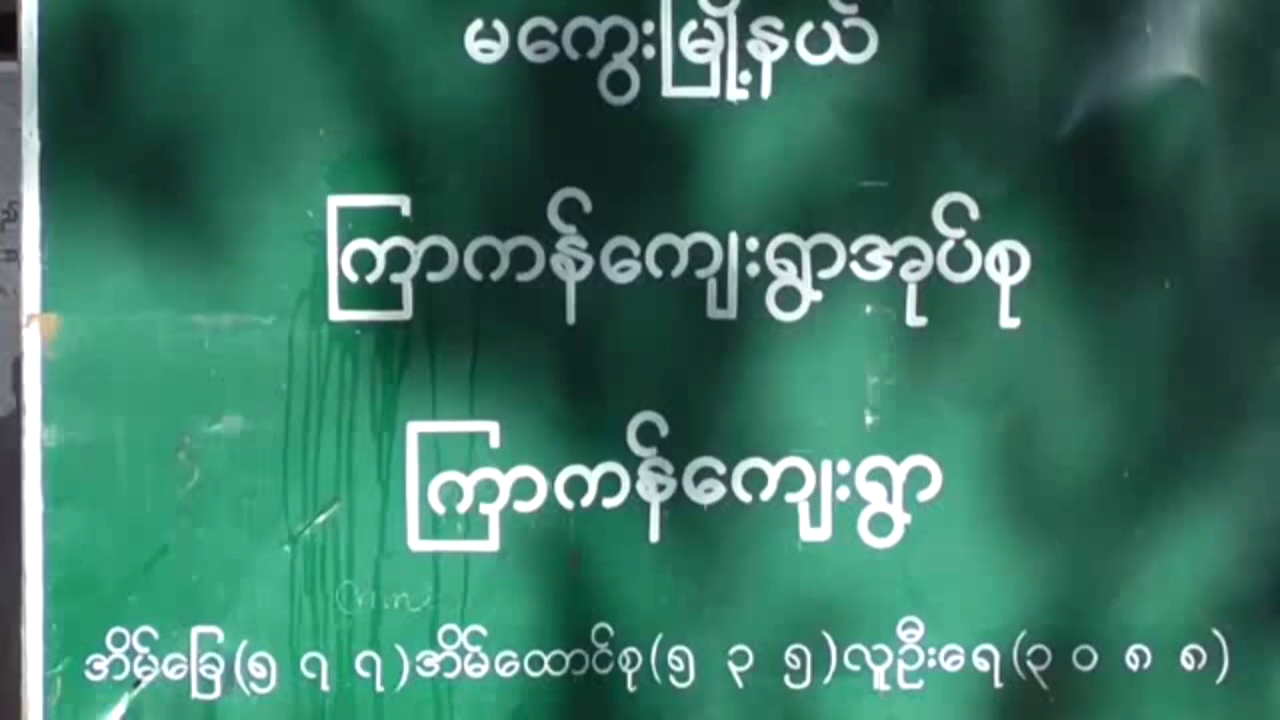 မကွေးမြို့နယ်
ကြာကန်ကျေးရွာအုပ်စု
ကြာကန်ကျေးရွာ
အိမ်ခြေ(၅၇၇)အိမ်ထောင်စု(၅၃၅)လူဦးရေ(၃၀၈၈)